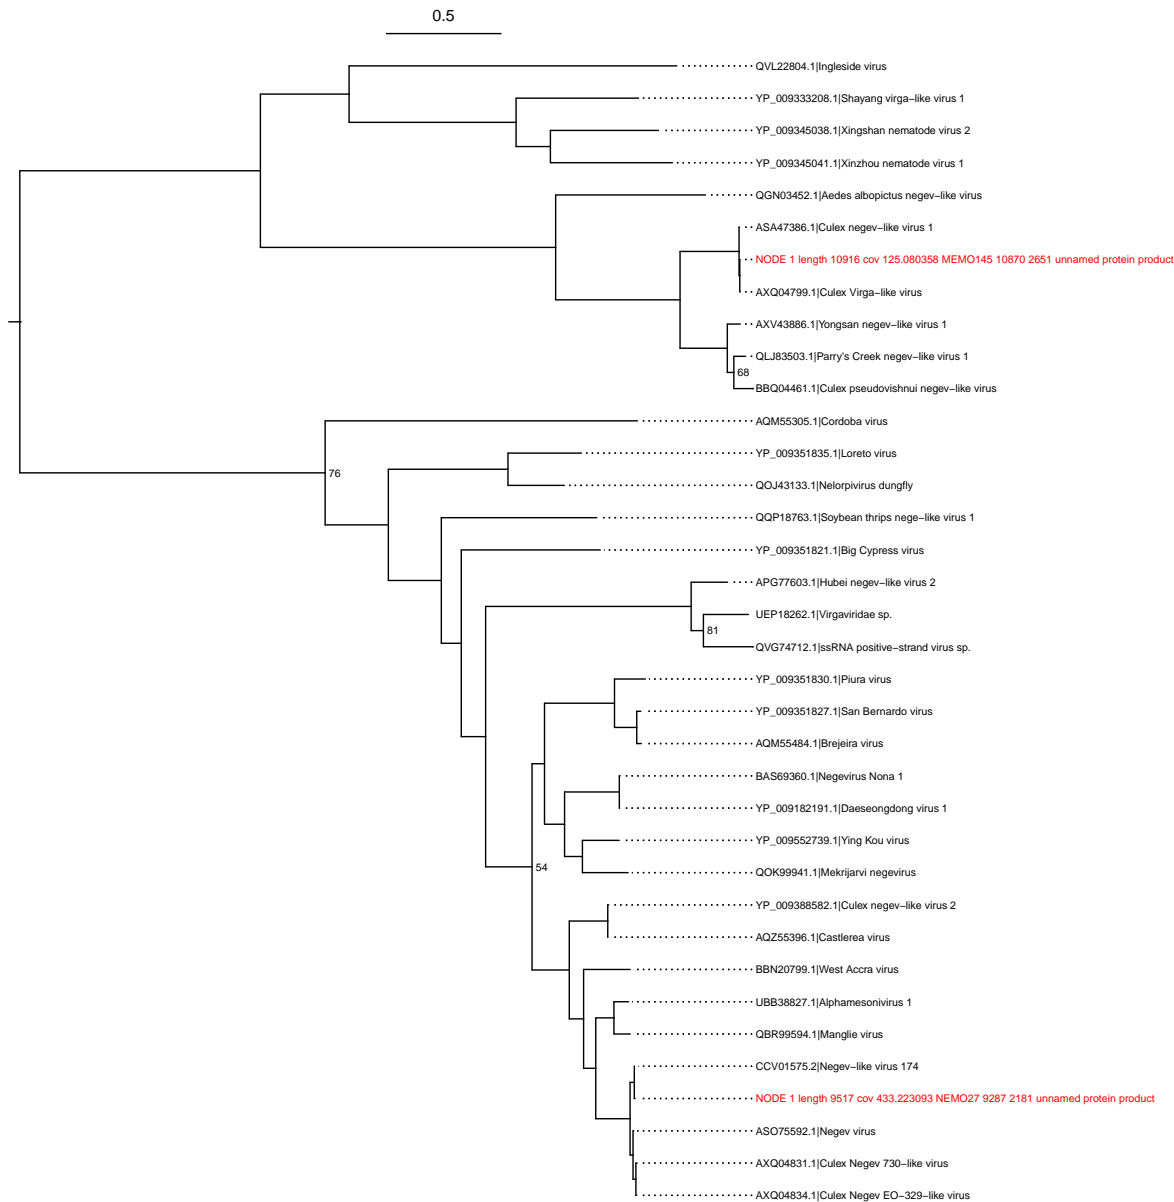 0.5
QVL22804.1|Ingleside virus
YP_009333208.1|Shayang virga−like virus 1
YP_009345038.1|Xingshan nematode virus 2
YP_009345041.1|Xinzhou nematode virus 1
QGN03452.1|Aedes albopictus negev−like virus
ASA47386.1|Culex negev−like virus 1
NODE 1 length 10916 cov 125.080358 MEMO145 10870 2651 unnamed protein product
AXQ04799.1|Culex Virga−like virus
AXV43886.1|Yongsan negev−like virus 1
QLJ83503.1|Parry's Creek negev−like virus 1
68
BBQ04461.1|Culex pseudovishnui negev−like virus
AQM55305.1|Cordoba virus
YP_009351835.1|Loreto virus
76
QOJ43133.1|Nelorpivirus dungfly
QQP18763.1|Soybean thrips nege−like virus 1
YP_009351821.1|Big Cypress virus
APG77603.1|Hubei negev−like virus 2
UEP18262.1|Virgaviridae sp.
81
QVG74712.1|ssRNA positive−strand virus sp.
YP_009351830.1|Piura virus
YP_009351827.1|San Bernardo virus
AQM55484.1|Brejeira virus
BAS69360.1|Negevirus Nona 1
YP_009182191.1|Daeseongdong virus 1
YP_009552739.1|Ying Kou virus
54
QOK99941.1|Mekrijarvi negevirus
YP_009388582.1|Culex negev−like virus 2
AQZ55396.1|Castlerea virus
BBN20799.1|West Accra virus
UBB38827.1|Alphamesonivirus 1
QBR99594.1|Manglie virus
CCV01575.2|Negev−like virus 174
NODE 1 length 9517 cov 433.223093 NEMO27 9287 2181 unnamed protein product
ASO75592.1|Negev virus
AXQ04831.1|Culex Negev 730−like virus
AXQ04834.1|Culex Negev EO−329−like virus